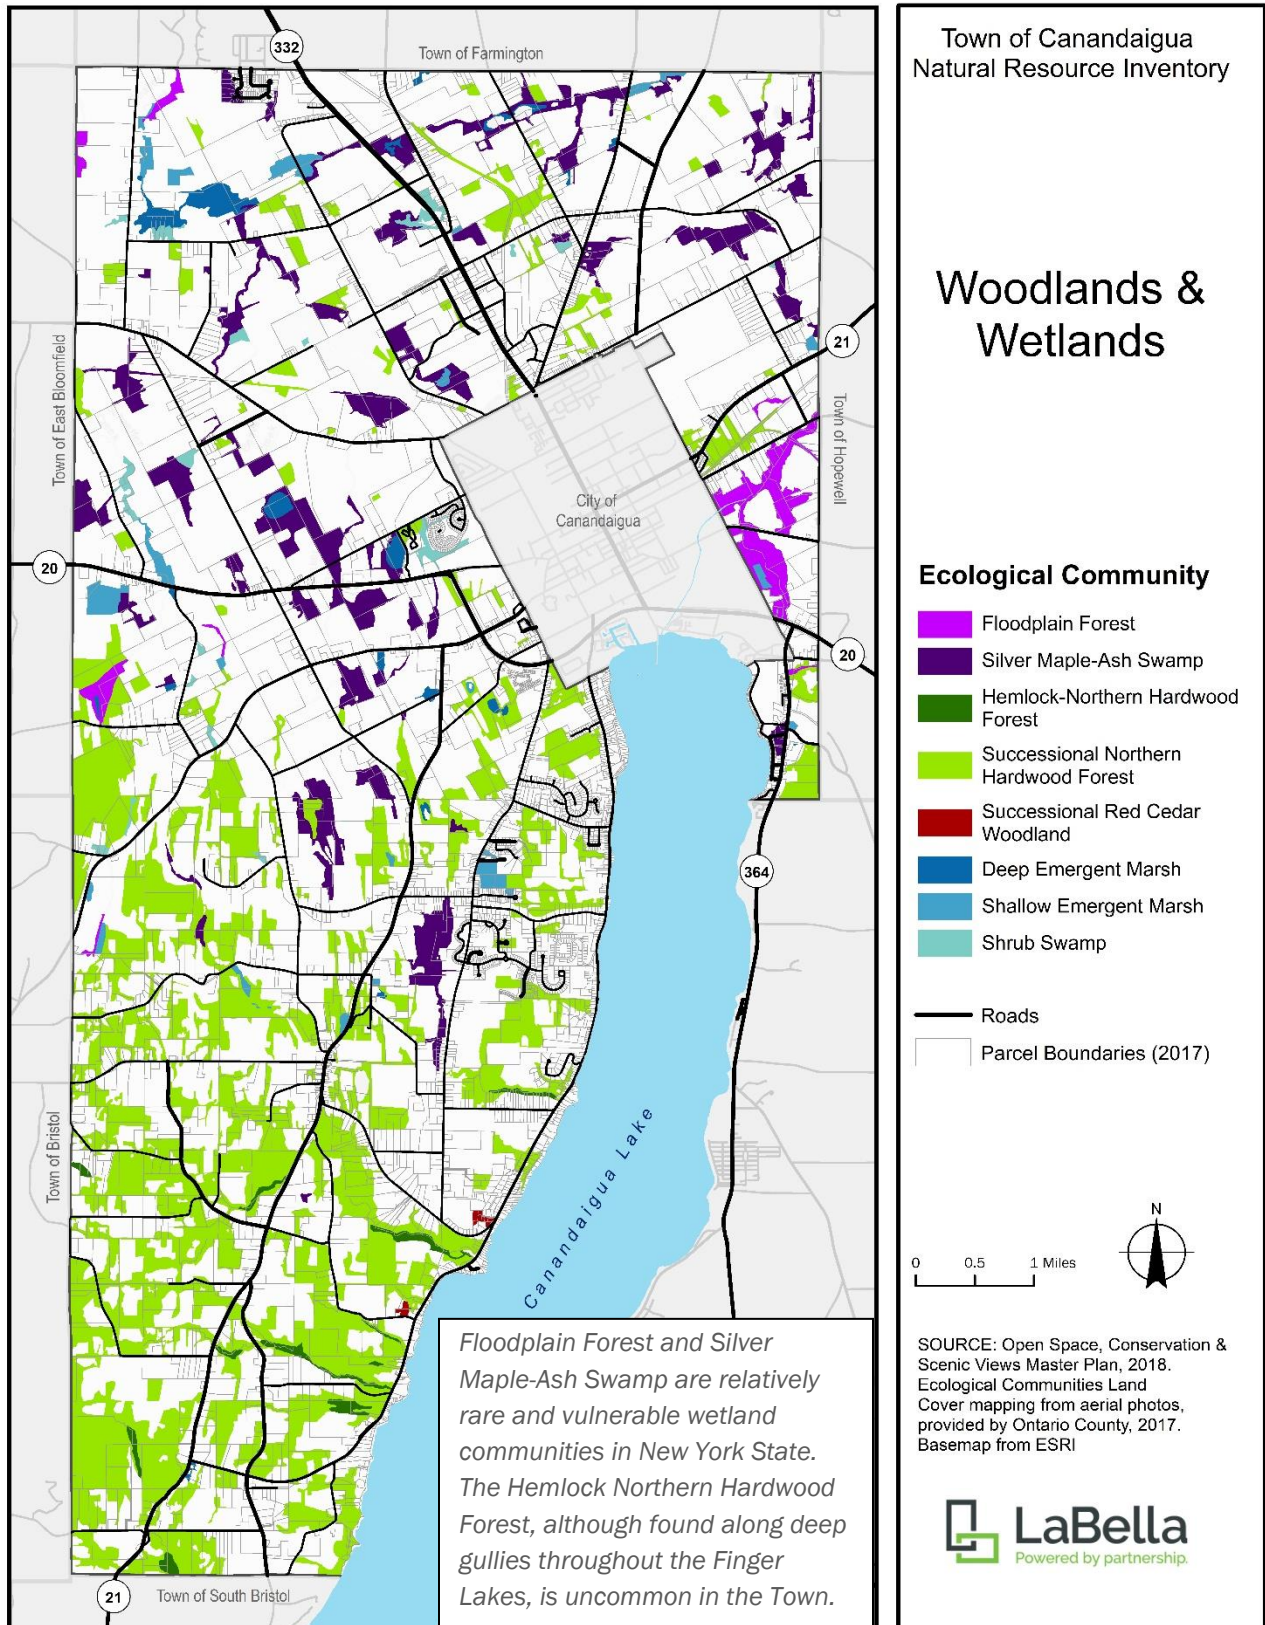 332
Town of Farmington
Town of East Bloomfield
21
Town of Hopewell
City of
Canandaigua
20
20
364
Town of Bristol
Canandaigua Lake
21
Town of South Bristol
Floodplain Forest and Silver
Maple-Ash Swamp are relatively
rare and vulnerable wetland
communities in New York State.
The Hemlock Northern Hardwood
Forest, although found along deep
gullies throughout the Finger
Lakes, is uncommon in the Town.
Town of Canandaigua
Natural Resource Inventory
Woodlands &
Wetlands
Ecological Community
Floodplain Forest
Silver Maple-Ash Swamp
Hemlock-Northern Hardwood
Forest
Successional Northern
Hardwood Forest
Successional Red Cedar
Woodland
Deep Emergent Marsh
Shallow Emergent Marsh
Shrub Swamp
Roads
Parcel Boundaries (2017)
N
0 0.5 1 Miles
SOURCE: Open Space, Conservation &
Scenic Views Master Plan, 2018.
Ecological Communities Land
Cover mapping from aerial photos,
provided by Ontario County, 2017.
Basemap from ESRI
LaBella
Powered by partnership.